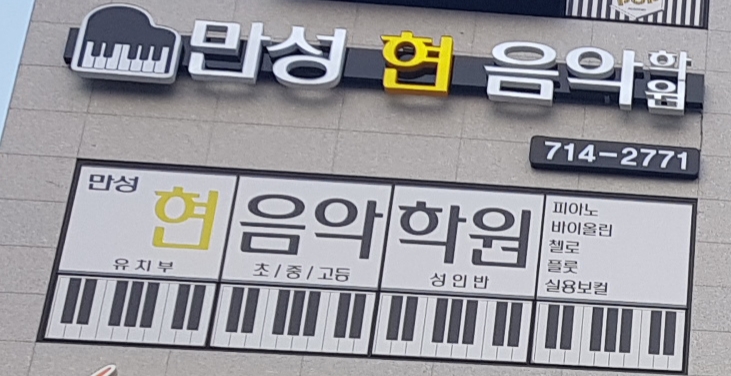 만성 현 음악학원
714-2771
만성 현 음악 학원
유치부 초/중/고등 성인반
피아노
바이올린
첼로
플룻
실용보컬